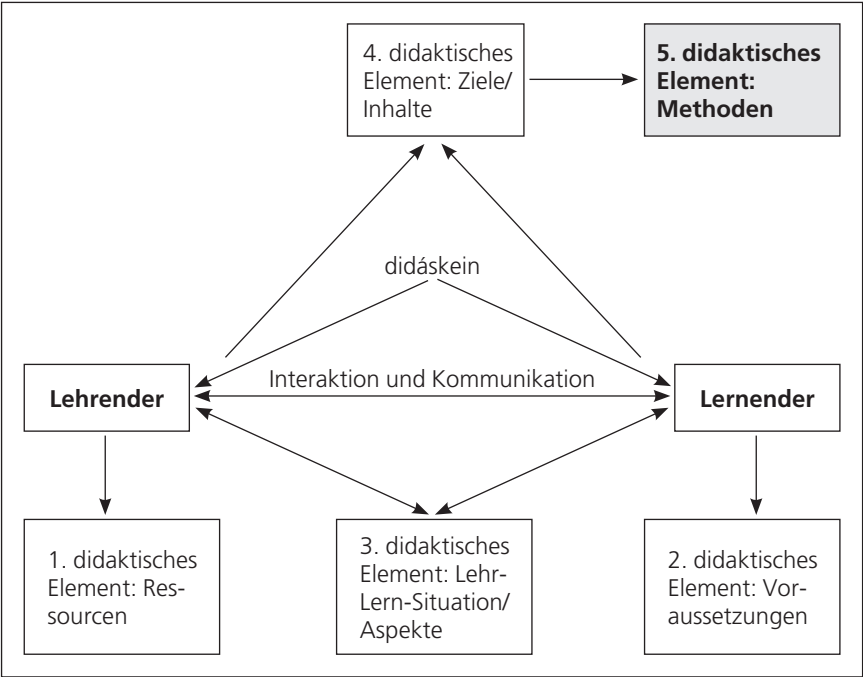 4. didaktisches
Element: Ziele/
Inhalte
5. didaktisches
Element:
Methoden
didáskein
Lehrender
Interaktion und Kommunikation
Lernender
1. didaktisches
Element: Res-
sourcen
3. didaktisches
Element: Lehr-
Lern-Situation/
Aspekte
2. didaktisches
Element: Vor-
aussetzungen